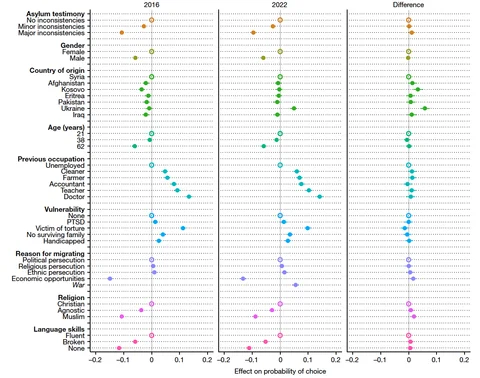 2016 2022 Difference
Asylum testimony
No inconsistencies
Minor inconsistencies
Major inconsistencies
Gender
Female
Male
Country of origin
Syria
Afghanistan
Kosovo
Eritrea
Pakistan
Ukraine
Iraq
Age (years)
21
38
62
Previous occupation
Unemployed
Cleaner
Farmer
Accountant
Teacher
Doctor
Vulnerability
None
PTSD
Victim of torture
No surviving family
Handicapped
Reason for migrating
Political persecution
Religious persecution
Ethnic persecution
Economic opportunities
War
Religion
Christian
Agnostic
Muslim
Language skills
Fluent
Broken
None
−0.2 −0.1 0 0.1 0.2 −0.2 −0.1 0 0.1 0.2 −0.2 −0.1 0 0.1 0.2
Effect on probability of choice